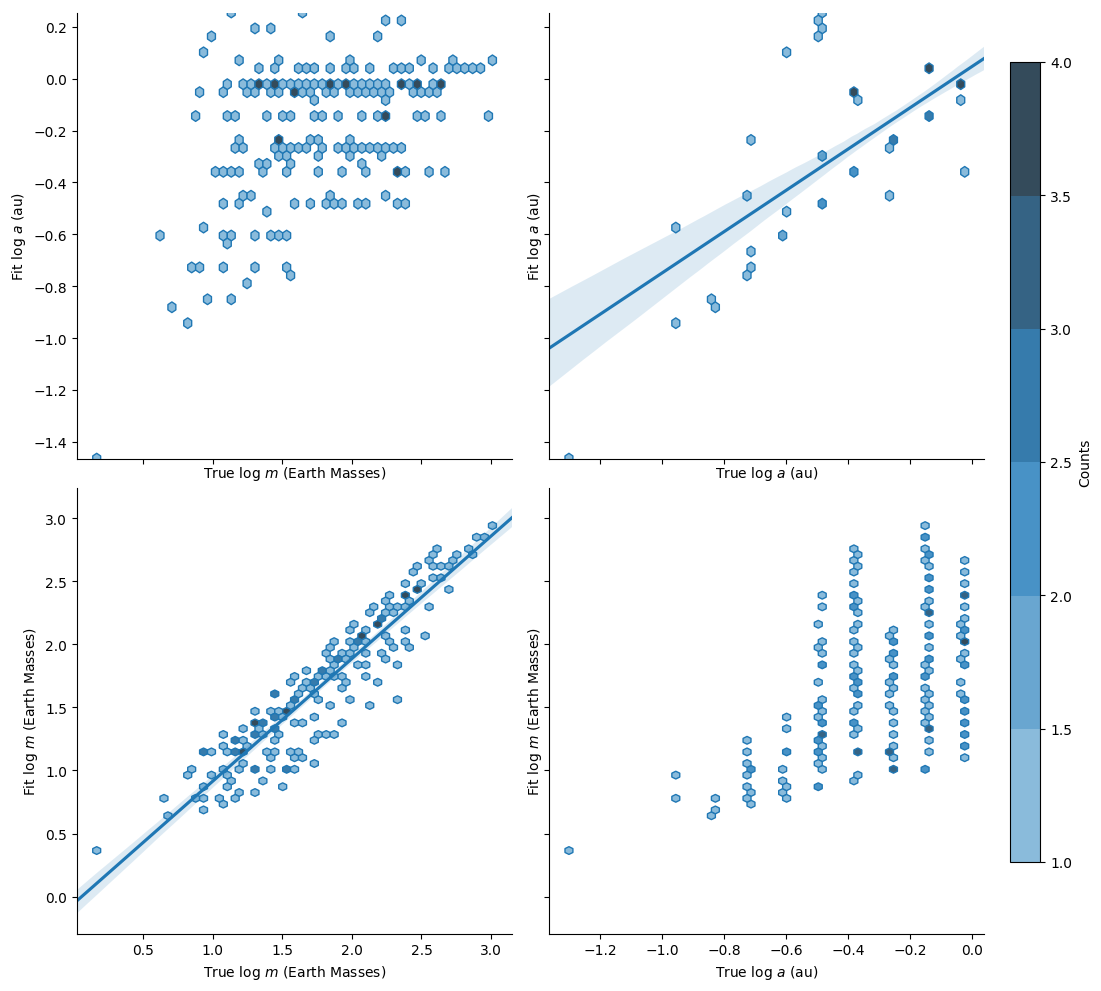 0.2
0.0
−0.2
−0.4
−0.6
−0.8
−1.0
−1.2
−1.4
Fit log a (au)
True log m (Earth Masses)
Fit log a (au)
True log a (au)
3.0
2.5
2.0
1.5
1.0
0.5
0.0
Fit log m (Earth Masses)
0.5 1.0 1.5 2.0 2.5 3.0
True log m (Earth Masses)
Fit log m (Earth Masses)
−1.2 −1.0 −0.8 −0.6 −0.4 −0.2 0.0
True log a (au)
4.0
3.5
3.0
2.5
2.0
1.5
1.0
Counts